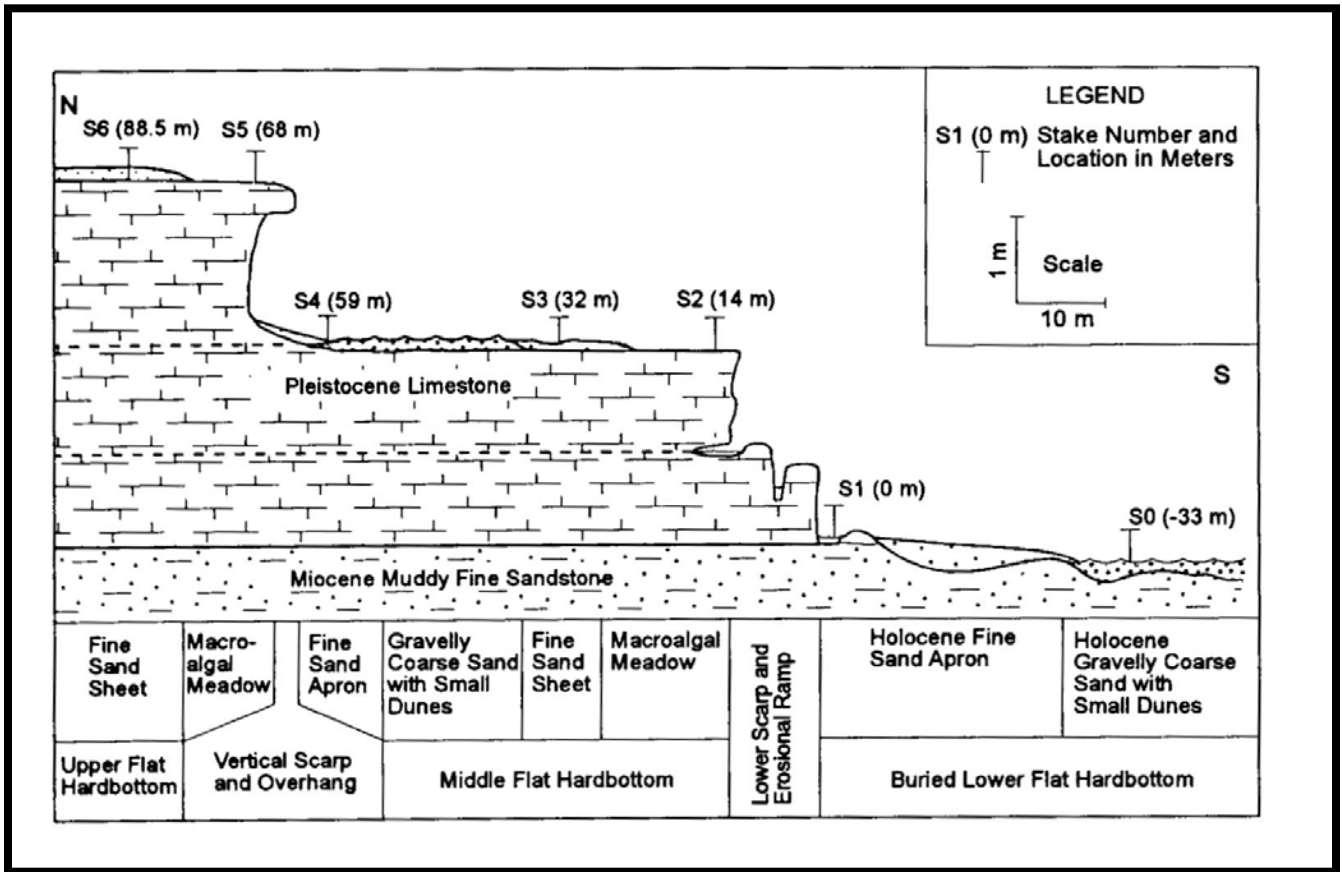 N
S6 (88.5 m) S5 (68 m)
S4 (59 m) S3 (32 m) S2 (14 m)
Pleistocene Limestone
S1 (0 m)
S0 (-33 m)
Miocene Muddy Fine Sandstone
S
LEGEND
S1 (0 m) Stake Number and
Location in Meters
1 m
Scale
10 m
Fine
Sand
Sheet
Macro-
algal
Meadow
Fine
Sand
Apron
Gravelly
Coarse Sand
with Small
Dunes
Fine
Sand
Sheet
Macroalgal
Meadow
Lower Scarp and
Erosional Ramp
Holocene Fine
Sand Apron
Holocene
Gravelly Coarse
Sand with
Small Dunes
Upper Flat
Hardbottom
Vertical Scarp
and Overhang
Middle Flat Hardbottom
Buried Lower Flat Hardbottom